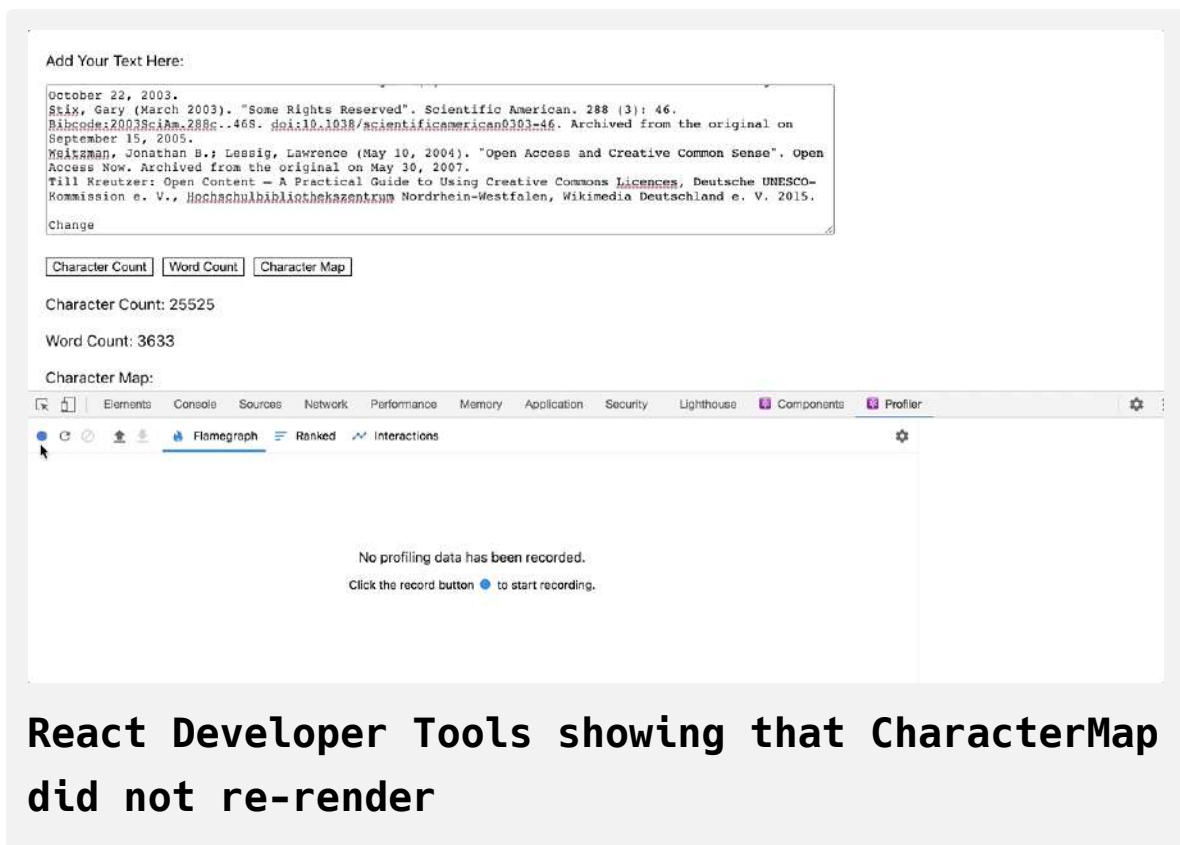 Add Your Text Here:
October 22, 2003.
Stix, Gary (March 2003). "Some Rights Reserved". Scientific American. 288 (3): 46.
Bibcode:2003SciAm.288c..46S. doi:10.1038/scientificamerican0303-46. Archived from the original on
September 15, 2005.
Weitzman, Jonathan B.; Lessig, Lawrence (May 10, 2004). "Open Access and Creative Common Sense". Open
Access Now. Archived from the original on May 30, 2007.
Till Kreutzer: Open Content – A Practical Guide to Using Creative Commons Licences, Deutsche UNESCO-
Kommission e. V., Hochschulbibliothekszentrum Nordrhein-Westfalen, Wikimedia Deutschland e. V. 2015.
Change
Character Count Word Count Character Map
Character Count: 25525
Word Count: 3633
Character Map:
Elements Console Sources Network Performance Memory Application Security Lighthouse Components Profiler
Flamegraph Ranked Interactions
No profiling data has been recorded.
Click the record button to start recording.
React Developer Tools showing that CharacterMap
did not re-render